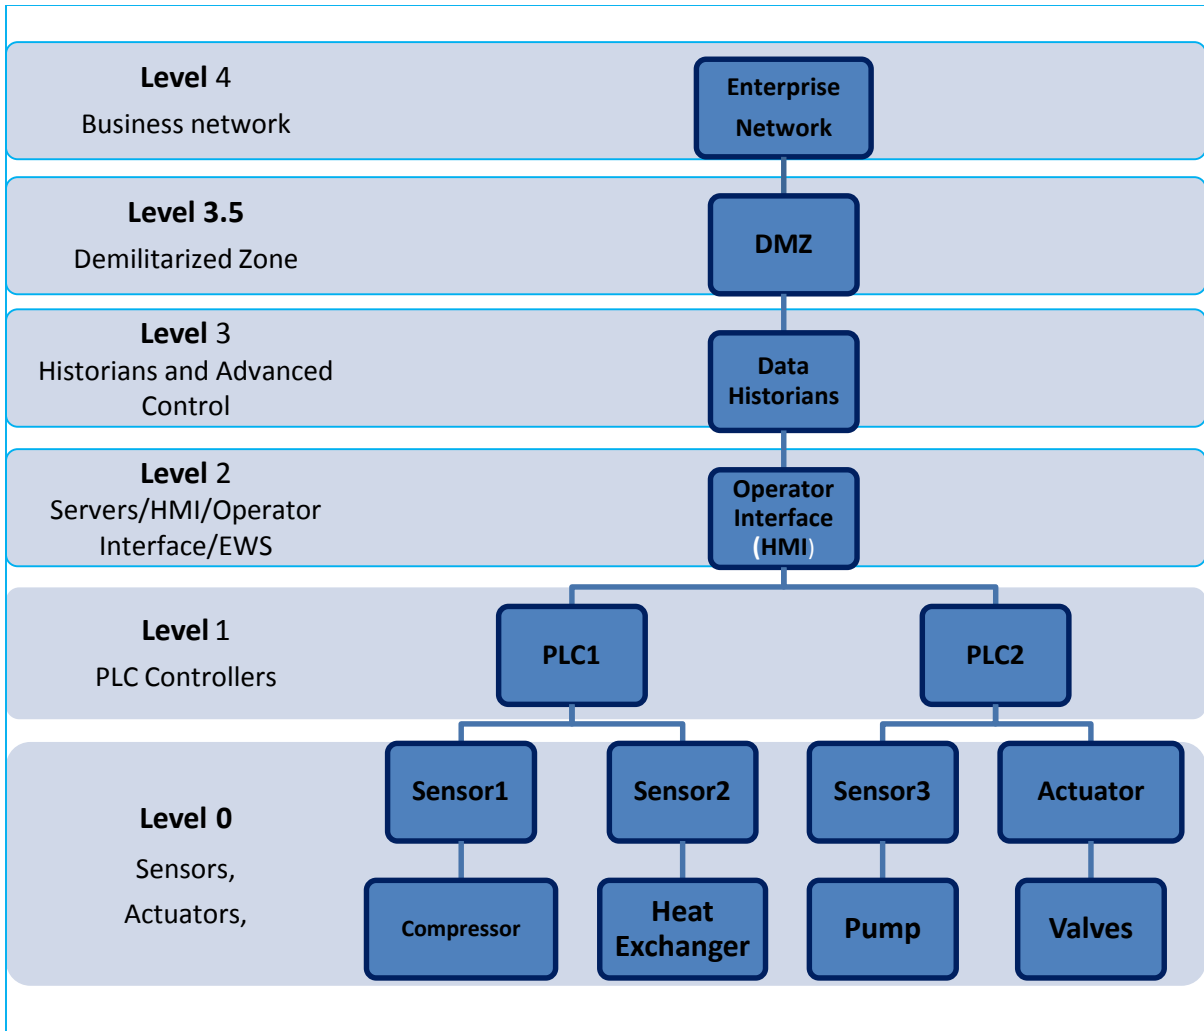 Level 4
Business network
Enterprise
Network
Level 3.5
Demilitarized Zone
DMZ
Level 3
Historians and Advanced
Control
Data
Historians
Level 2
Servers/HMI/Operator
Interface/EWS
Operator
Interface
(HMI)
Level 1
PLC Controllers
PLC1
PLC2
Level 0
Sensors,
Actuators,
Sensor1
Sensor2
Sensor3
Actuator
Compressor
Heat
Exchanger
Pump
Valves